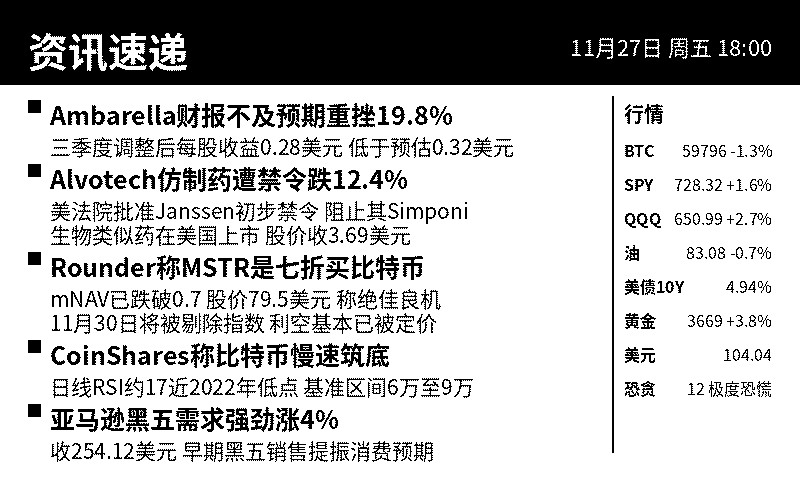 资讯速递
11月27日 周五 18:00
Ambarella财报不及预期重挫19.8%
三季度调整后每股收益0.28美元 低于预估0.32美元
Alvotech仿制药遭禁令跌12.4%
美法院批准Janssen初步禁令 阻止其Simponi
生物类似药在美国上市 股价收3.69美元
Rounder称MSTR是七折买比特币
mNAV已跌破0.7 股价79.5美元 称绝佳良机
11月30日将被剔除指数 利空基本已被定价
CoinShares称比特币慢速筑底
日线RSI约17近2022年低点 基准区间6万至9万
亚马逊黑五需求强劲涨4%
收254.12美元 早期黑五销售提振消费预期
行情
BTC 59796 -1.3%
SPY 728.32 +1.6%
QQQ 650.99 +2.7%
油 83.08 -0.7%
美债10Y 4.94%
黄金 3669 +3.8%
美元 104.04
恐贪 12 极度恐慌